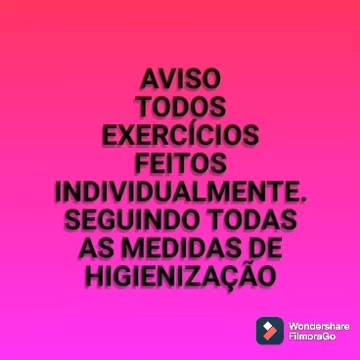 AVISO
TODOS
EXERCÍCIOS
FEITOS
INDIVIDUALMENTE.
SEGUINDO TODAS
AS MEDIDAS DE
HIGIENIZAÇÃO
Wondershare
FilmoraGo